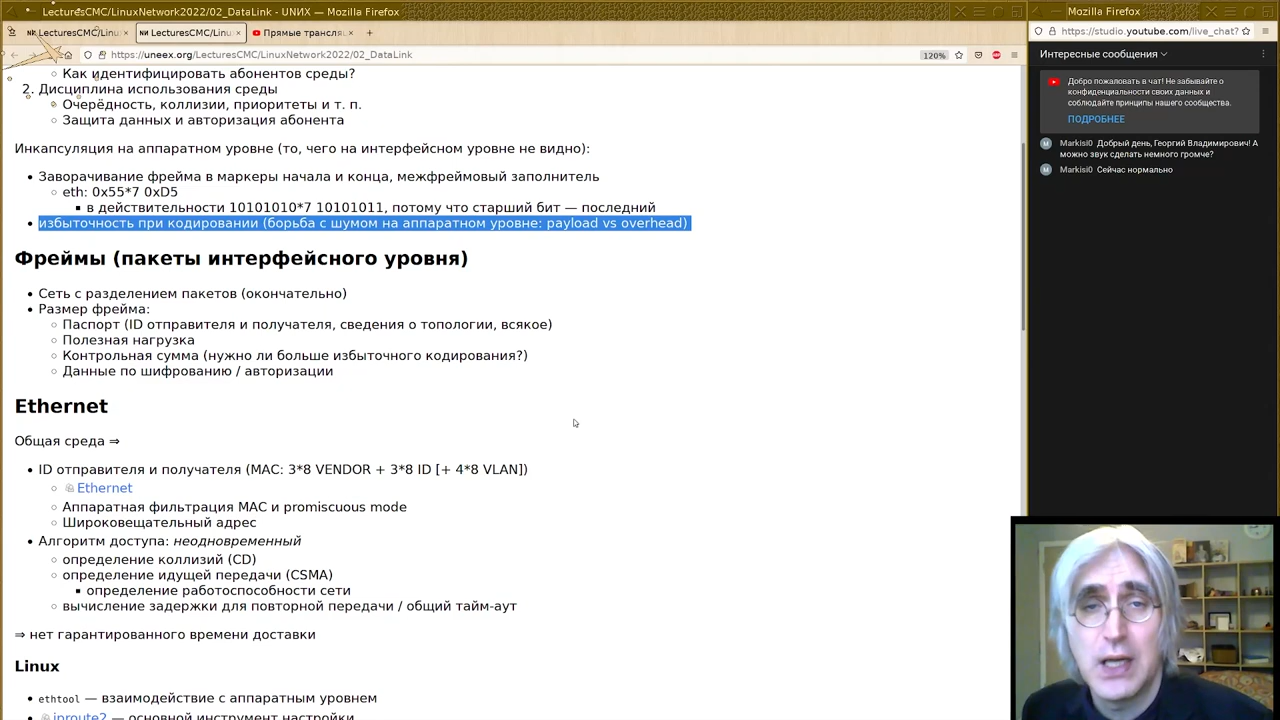 LecturesCMC/LinuxNetwork2022/02_DataLink - UNИX — Mozilla Firefox
Mozilla Firefox
LecturesCMC/Linu
LecturesCMC/Linu
Прямые трансляц
https://uneex.org/LecturesCMC/LinuxNetwork2022/02_DataLink
120%
https://studio.youtube.com/live_chat?
Как идентифицировать абонентов среды?
2. Дисциплина использования среды
Очерёдность, коллизии, приоритеты и т. п.
Защита данных и авторизация абонента
Инкапсуляция на аппаратном уровне (то, чего на интерфейсном уровне не видно):
Заворачивание фрейма в маркеры начала и конца, межфреймовый заполнитель
eth: 0x55*7 0xD5
в действительности 10101010*7 10101011, потому что старший бит — последний
избыточность при кодировании (борьба с шумом на аппаратном уровне: payload vs overhead)
Фреймы (пакеты интерфейсного уровня)
Сеть с разделением пакетов (окончательно)
Размер фрейма:
Паспорт (ID отправителя и получателя, сведения о топологии, всякое)
Полезная нагрузка
Контрольная сумма (нужно ли больше избыточного кодирования?)
Данные по шифрованию / авторизации
Ethernet
Общая среда ⇒
ID отправителя и получателя (MAC: 3*8 VENDOR + 3*8 ID [+ 4*8 VLAN])
Ethernet
Аппаратная фильтрация MAC и promiscuous mode
Широковещательный адрес
Алгоритм доступа: неодновременный
определение коллизий (CD)
определение идущей передачи (CSMA)
определение работоспособности сети
вычисление задержки для повторной передачи / общий тайм-аут
⇒ нет гарантированного времени доставки
Linux
ethtool — взаимодействие с аппаратным уровнем
iproute2 — основной инструмент настройки
Интересные сообщения
Добро пожаловать в чат! Не забывайте о
конфиденциальности своих данных и
соблюдайте принципы нашего сообщества.
ПОДРОБНЕЕ
M Markisi0 Добрый день, Георгий Владимирович! А
можно звук сделать немного громче?
M Markisi0 Сейчас нормально